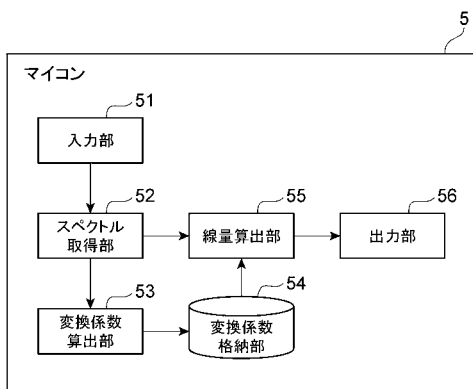 5
マイコン
51
入力部
52
スペクトル
取得部
55
線量算出部
56
出力部
53
変換係数
算出部
54
変換係数
格納部